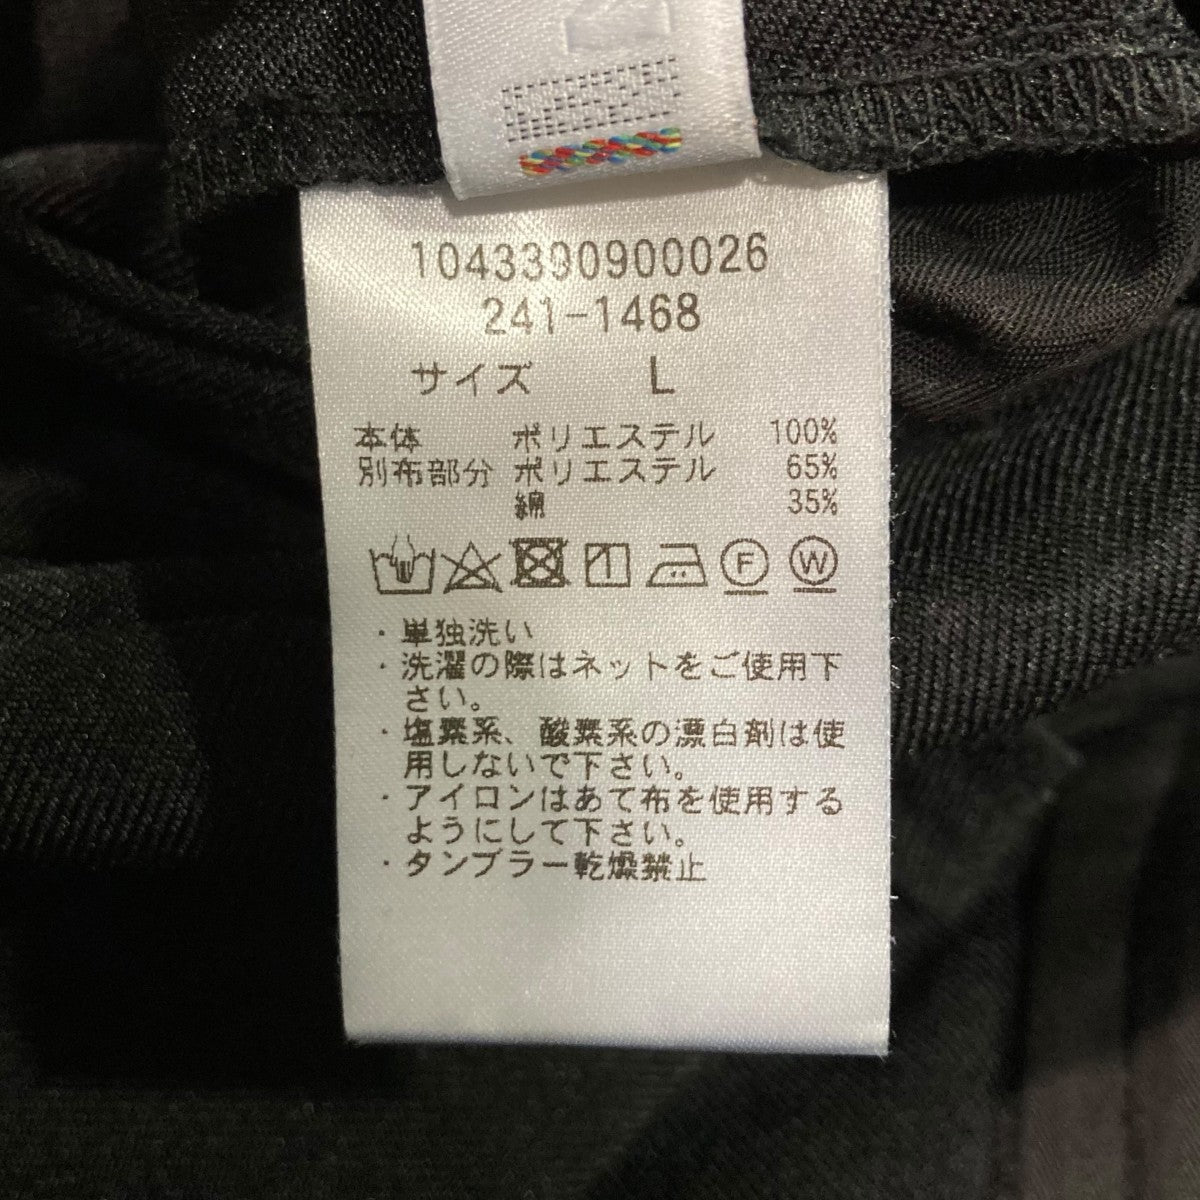 1043390900026
241-1468
サイズ L
本体 ポリエステル 100%
別布部分 ポリエステル 65%
綿 35%
F W
・単独洗い
・洗濯の際はネットをご使用下
さい。
・塩素系、酸素系の漂白剤は使
用しないで下さい。
・アイロンはあて布を使用する
ようにして下さい。
・タンブラー乾燥禁止